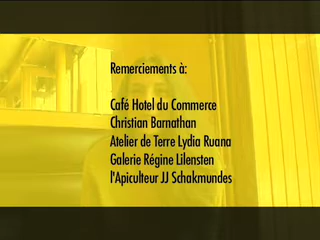 Remerciements à:
Café Hotel du Commerce
Christian Barnathan
Atelier de Terre Lydia Ruana
Galerie Régine Lilensten
l'Apiculteur JJ Schakmundes